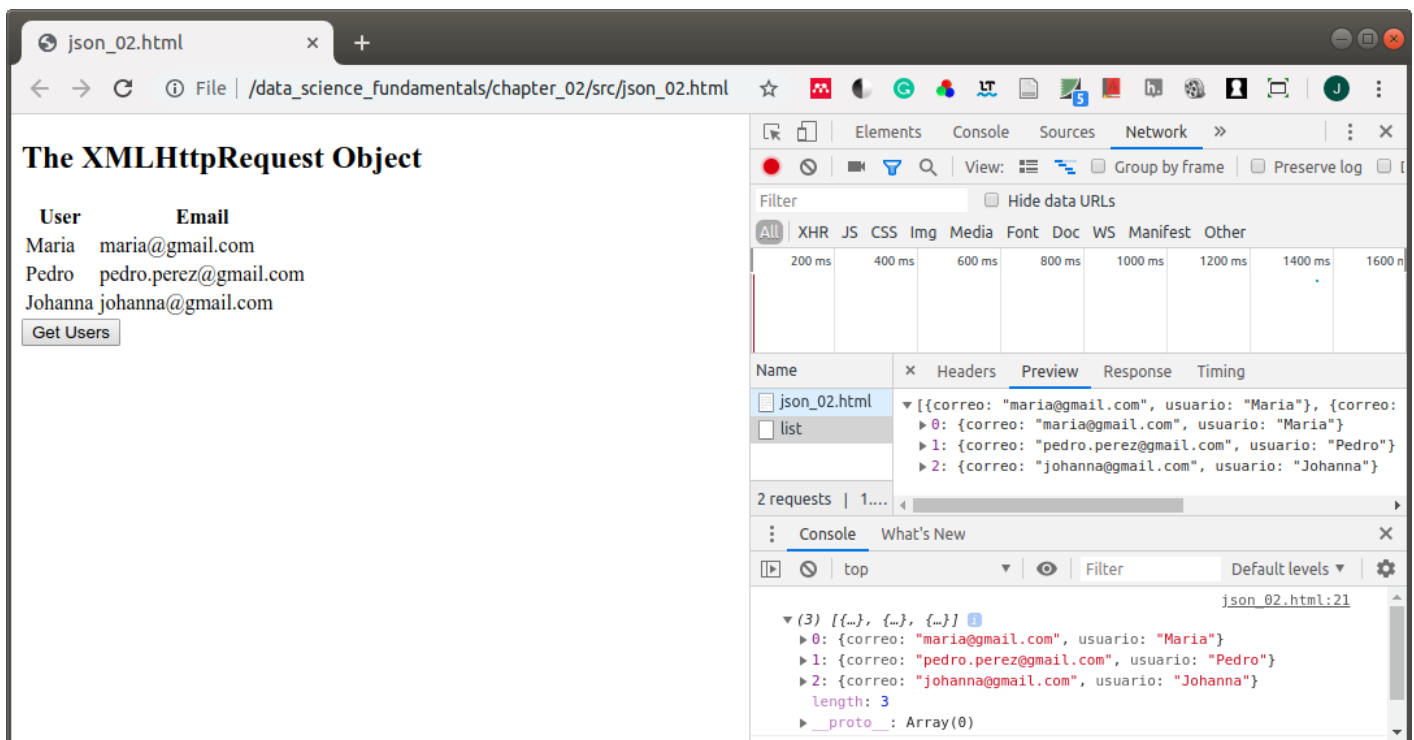 json_02.html × +
File | /data_science_fundamentals/chapter_02/src/json_02.html LT 5 h. J
The XMLHttpRequest Object
User Email
Maria maria@gmail.com
Pedro pedro.perez@gmail.com
Johanna johanna@gmail.com
Get Users
Elements Console Sources Network »
View: Group by frame Preserve log
Filter Hide data URLs
All XHR JS CSS Img Media Font Doc WS Manifest Other
200 ms 400 ms 600 ms 800 ms 1000 ms 1200 ms 1400 ms 1600
Name × Headers Preview Response Timing
json_02.html
list
[{correo: "maria@gmail.com", usuario: "Maria"}, {correo:
0: {correo: "maria@gmail.com", usuario: "Maria"}
1: {correo: "pedro.perez@gmail.com", usuario: "Pedro"}
2: {correo: "johanna@gmail.com", usuario: "Johanna"}
2 requests | 1....
Console What's New
top Filter Default levels
json_02.html:21
(3) [{…}, {…}, {…}] i
0: {correo: "maria@gmail.com", usuario: "Maria"}
1: {correo: "pedro.perez@gmail.com", usuario: "Pedro"}
2: {correo: "johanna@gmail.com", usuario: "Johanna"}
length: 3
__proto__: Array(0)